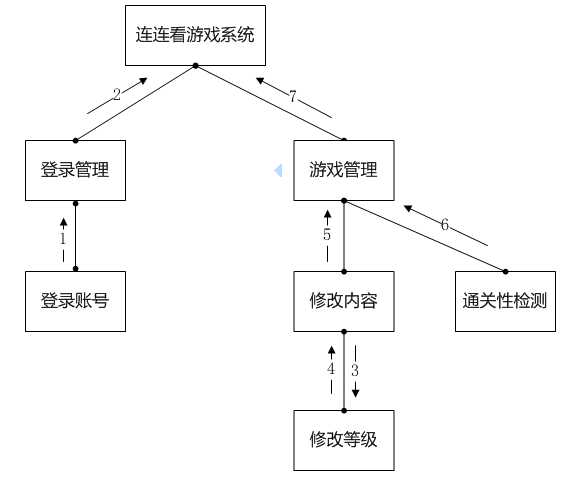 连连看游戏系统
2
7
登录管理
游戏管理
1
5
6
登录账号
修改内容
通关性检测
4
3
修改等级